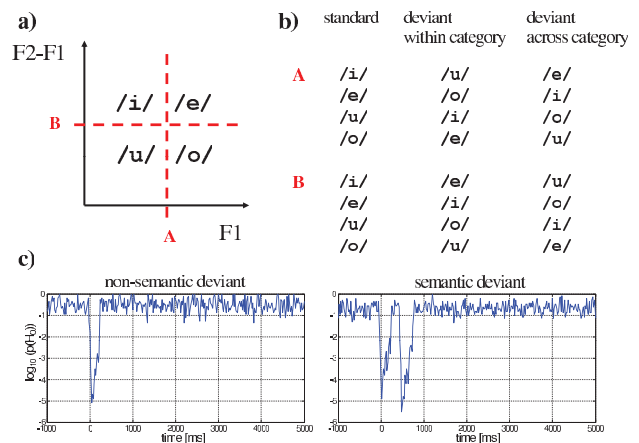 a)
F2-F1
/i/ /e/
B
/u/ /o/
F1
A
b)
standard deviant within category deviant across category
A /i/ /u/ /e/
/e/ /o/ /i/
/u/ /i/ /o/
/o/ /e/ /u/
B /i/ /e/ /u/
/e/ /i/ /o/
/u/ /o/ /i/
/o/ /u/ /e/
c)
non-semantic deviant
log10 (p(H0))
0
-1
-2
-3
-4
-5
-6
-1000 0 1000 2000 3000 4000 5000
time [ms]
semantic deviant
0
-1
-2
-3
-4
-5
-6
-1000 0 1000 2000 3000 4000 5000
time [ms]